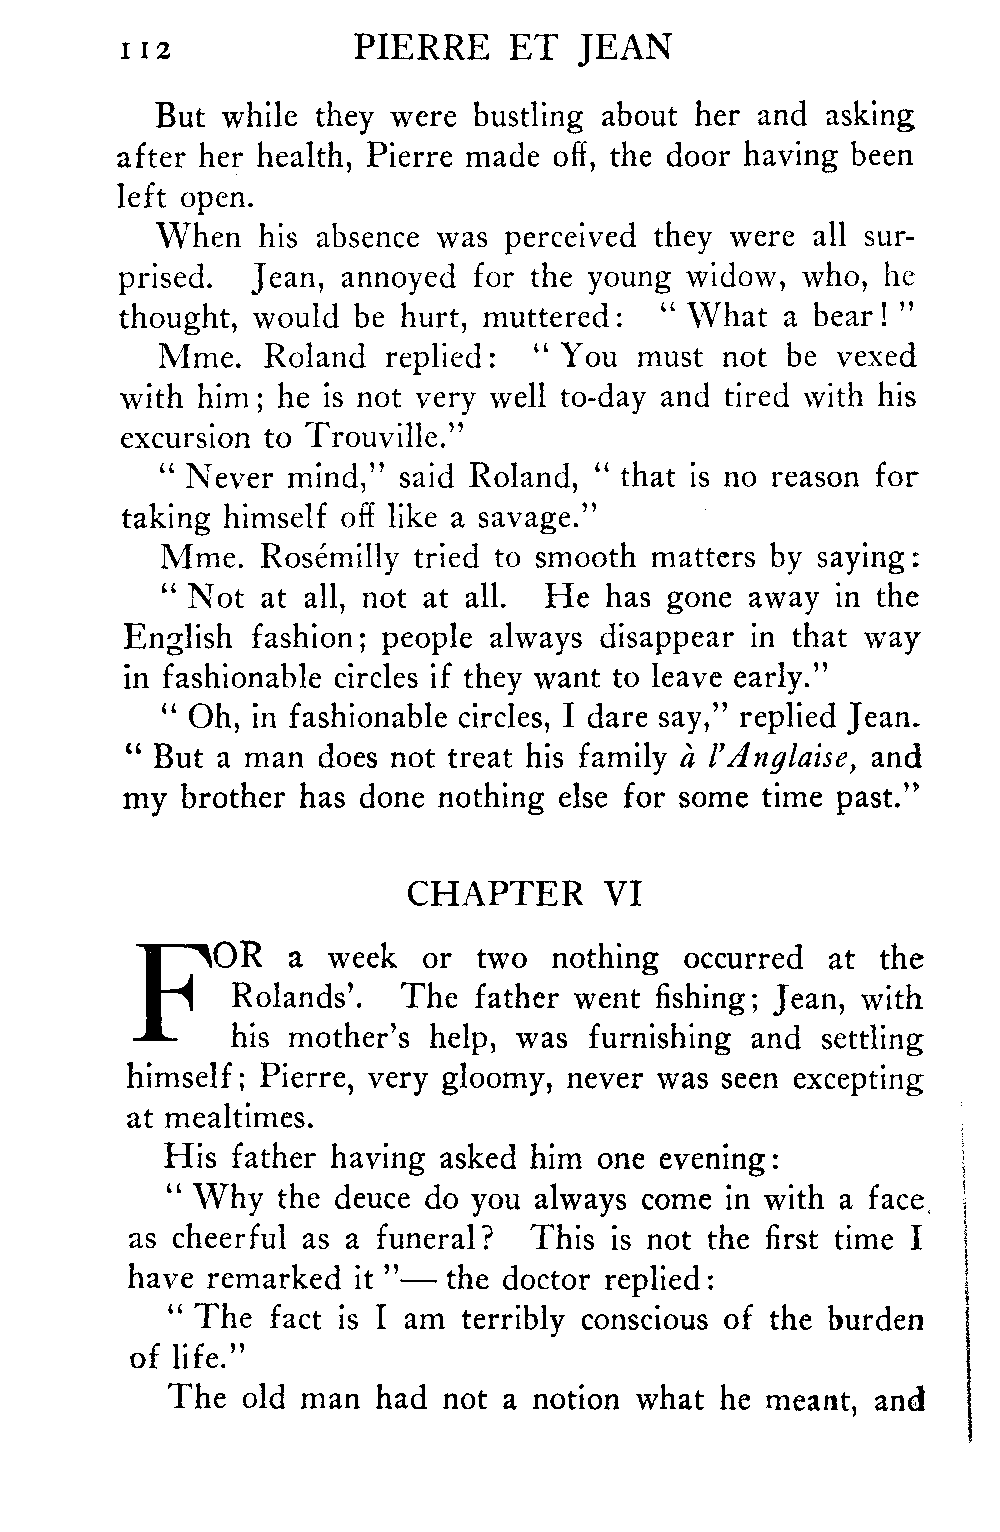 112 PIERRE ET JEAN
But while they were bustling about her and asking
after her health, Pierre made off, the door having been
left open.
When his absence was perceived they were all sur-
prised. Jean, annoyed for the young widow, who, he
thought, would be hurt, muttered: “What a bear!”
Mme. Roland replied: “You must not be vexed
with him; he is not very well to-day and tired with his
excursion to Trouville.”
“Never mind,” said Roland, “that is no reason for
taking himself off like a savage.”
Mme. Rosémilly tried to smooth matters by saying:
“Not at all, not at all. He has gone away in the
English fashion; people always disappear in that way
in fashionable circles if they want to leave early.”
“Oh, in fashionable circles, I dare say,” replied Jean.
“But a man does not treat his family à l'Anglaise, and
my brother has done nothing else for some time past.”
CHAPTER VI
FOR a week or two nothing occurred at the
Rolands'. The father went fishing; Jean, with
his mother's help, was furnishing and settling
himself; Pierre, very gloomy, never was seen excepting
at mealtimes.
His father having asked him one evening:
“Why the deuce do you always come in with a face
as cheerful as a funeral? This is not the first time I
have remarked it”— the doctor replied:
“The fact is I am terribly conscious of the burden
of life.”
The old man had not a notion what he meant, and